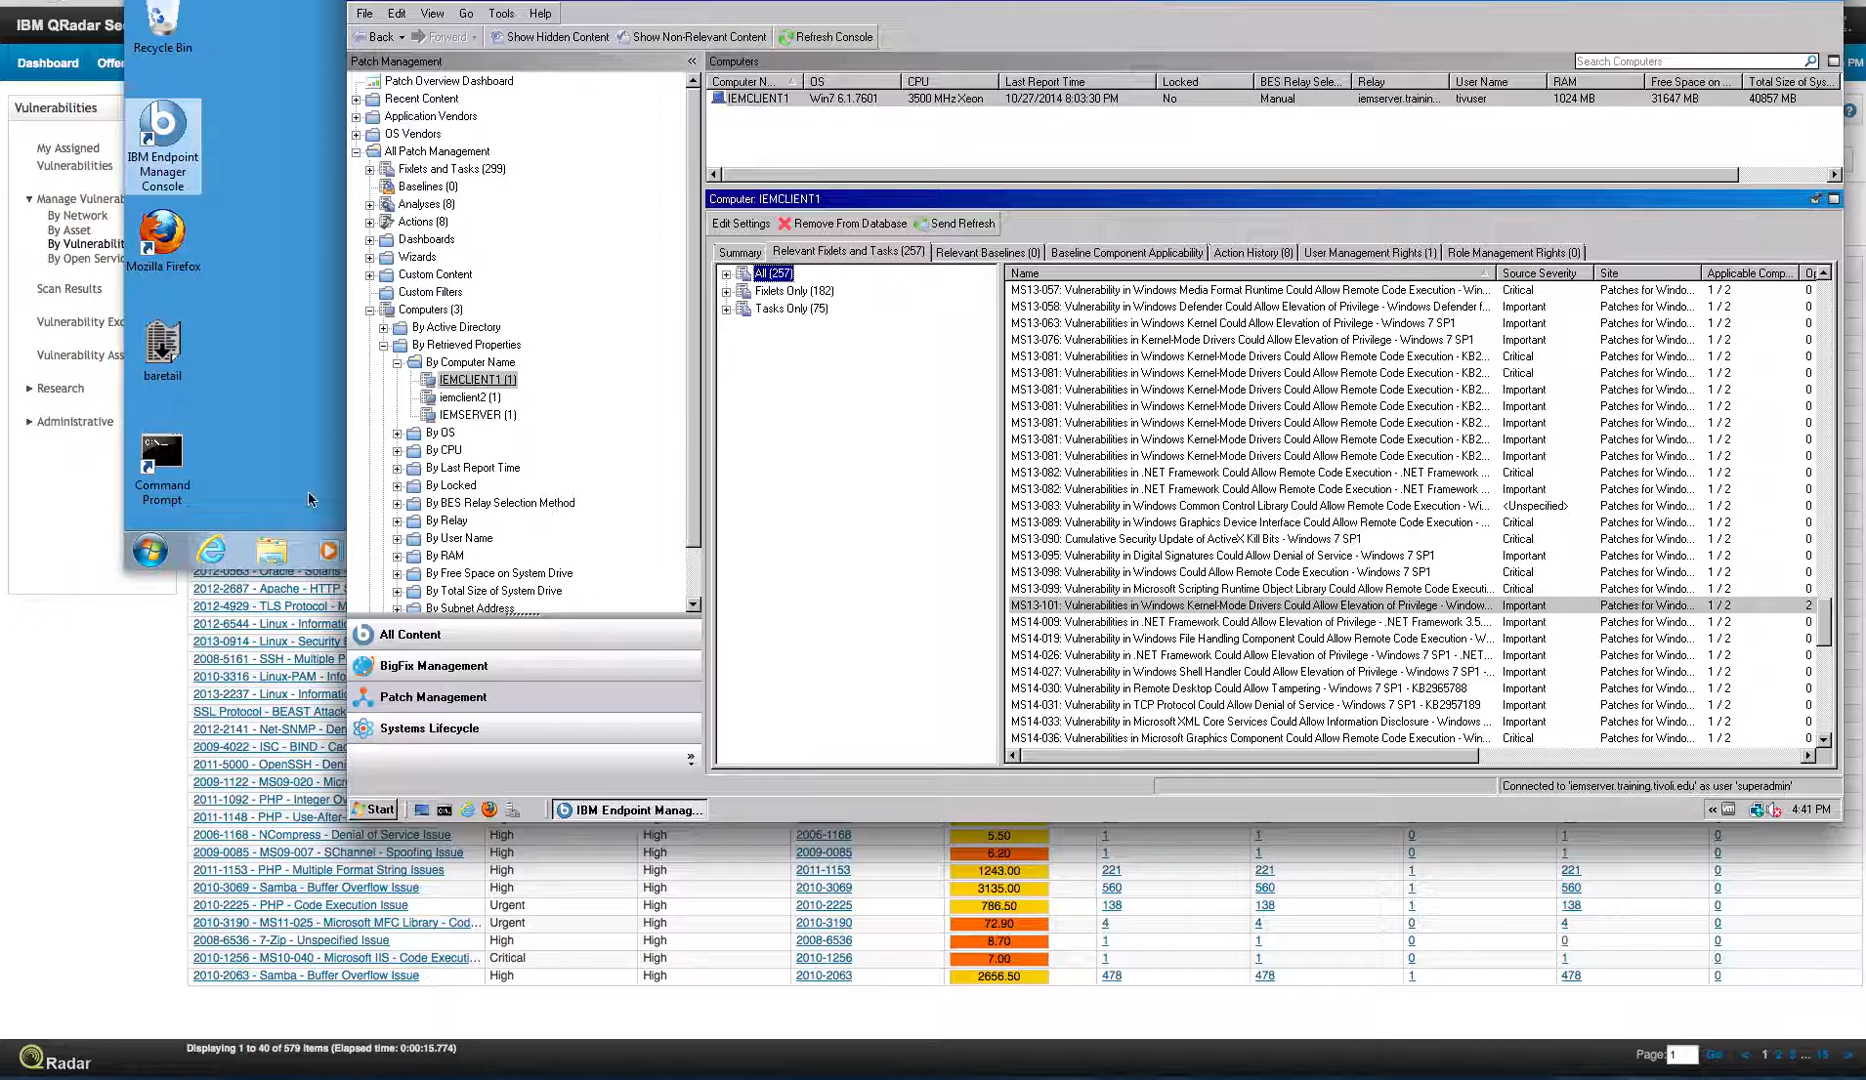 IBM QRadar Sec
Dashboard
Offen
PM
Vulnerabilities
My Assigned
Vulnerabilities
Manage Vulnerab
By Network
By Asset
By Vulnerabilit
By Open Servic
Scan Results
Vulnerability Exc
Vulnerability Ass
Research
Administrative
Recycle Bin
IBM Endpoint
Manager
Console
Mozilla Firefox
baretail
Command
Prompt
File Edit View Go Tools Help
Back Forward Show Hidden Content Show Non-Relevant Content Refresh Console
Patch Management «
Patch Overview Dashboard
Recent Content
Application Vendors
OS Vendors
All Patch Management
Fixlets and Tasks (299)
Baselines (0)
Analyses (8)
Actions (8)
Dashboards
Wizards
Custom Content
Custom Filters
Computers (3)
By Active Directory
By Retrieved Properties
By Computer Name
IEMCLIENT1 (1)
iemclient2 (1)
IEMSERVER (1)
By OS
By CPU
By Last Report Time
By Locked
By BES Relay Selection Method
By Relay
By User Name
By RAM
By Free Space on System Drive
By Total Size of System Drive
By Subnet Address
All Content
BigFix Management
Patch Management
Systems Lifecycle
»
Computers Search Computers
Computer N... OS CPU Last Report Time Locked BES Relay Sele... Relay User Name RAM Free Space on ... Total Size of Sys...
IEMCLIENT1 Win7 6.1.7601 3500 MHz Xeon 10/27/2014 8:03:30 PM No Manual iemserver.trainin... tivuser 1024 MB 31647 MB 40857 MB
Computer: IEMCLIENT1
Edit Settings Remove From Database Send Refresh
Summary Relevant Fixlets and Tasks (257) Relevant Baselines (0) Baseline Component Applicability Action History (8) User Management Rights (1) Role Management Rights (0)
All (257)
Fixlets Only (182)
Tasks Only (75)
Name Source Severity Site Applicable Comp... Op
MS13-057: Vulnerability in Windows Media Format Runtime Could Allow Remote Code Execution - Win... Critical Patches for Windo... 1 / 2 0
MS13-058: Vulnerability in Windows Defender Could Allow Elevation of Privilege - Windows Defender f... Important Patches for Windo... 1 / 2 0
MS13-063: Vulnerabilities in Windows Kernel Could Allow Elevation of Privilege - Windows 7 SP1 Important Patches for Windo... 1 / 2 0
MS13-076: Vulnerabilities in Kernel-Mode Drivers Could Allow Elevation of Privilege - Windows 7 SP1 Important Patches for Windo... 1 / 2 0
MS13-081: Vulnerabilities in Windows Kernel-Mode Drivers Could Allow Remote Code Execution - KB2... Critical Patches for Windo... 1 / 2 0
MS13-081: Vulnerabilities in Windows Kernel-Mode Drivers Could Allow Remote Code Execution - KB2... Critical Patches for Windo... 1 / 2 0
MS13-081: Vulnerabilities in Windows Kernel-Mode Drivers Could Allow Remote Code Execution - KB2... Important Patches for Windo... 1 / 2 0
MS13-081: Vulnerabilities in Windows Kernel-Mode Drivers Could Allow Remote Code Execution - KB2... Important Patches for Windo... 1 / 2 0
MS13-081: Vulnerabilities in Windows Kernel-Mode Drivers Could Allow Remote Code Execution - KB2... Important Patches for Windo... 1 / 2 0
MS13-081: Vulnerabilities in Windows Kernel-Mode Drivers Could Allow Remote Code Execution - KB2... Important Patches for Windo... 1 / 2 0
MS13-081: Vulnerabilities in Windows Kernel-Mode Drivers Could Allow Remote Code Execution - KB2... Important Patches for Windo... 1 / 2 0
MS13-082: Vulnerabilities in .NET Framework Could Allow Remote Code Execution - .NET Framework ... Critical Patches for Windo... 1 / 2 0
MS13-082: Vulnerabilities in .NET Framework Could Allow Remote Code Execution - .NET Framework ... Important Patches for Windo... 1 / 2 0
MS13-083: Vulnerability in Windows Common Control Library Could Allow Remote Code Execution - Wi... <Unspecified> Patches for Windo... 1 / 2 0
MS13-089: Vulnerability in Windows Graphics Device Interface Could Allow Remote Code Execution - ... Critical Patches for Windo... 1 / 2 0
MS13-090: Cumulative Security Update of ActiveX Kill Bits - Windows 7 SP1 Critical Patches for Windo... 1 / 2 0
MS13-095: Vulnerability in Digital Signatures Could Allow Denial of Service - Windows 7 SP1 Important Patches for Windo... 1 / 2 0
MS13-098: Vulnerability in Windows Could Allow Remote Code Execution - Windows 7 SP1 Critical Patches for Windo... 1 / 2 0
MS13-099: Vulnerability in Microsoft Scripting Runtime Object Library Could Allow Remote Code Exec... Critical Patches for Windo... 1 / 2 0
MS13-101: Vulnerabilities in Windows Kernel-Mode Drivers Could Allow Elevation of Privilege - Window... Important Patches for Windo... 1 / 2 2
MS14-009: Vulnerabilities in .NET Framework Could Allow Elevation of Privilege - .NET Framework 3.5.... Important Patches for Windo... 1 / 2 0
MS14-019: Vulnerability in Windows File Handling Component Could Allow Remote Code Execution - W... Important Patches for Windo... 1 / 2 0
MS14-026: Vulnerability in .NET Framework Could Allow Elevation of Privilege - Windows 7 SP1 - .NET... Important Patches for Windo... 1 / 2 0
MS14-027: Vulnerability in Windows Shell Handler Could Allow Elevation of Privilege - Windows 7 SP1 -... Important Patches for Windo... 1 / 2 0
MS14-030: Vulnerability in Remote Desktop Could Allow Tampering - Windows 7 SP1 - KB2965788 Important Patches for Windo... 1 / 2 0
MS14-031: Vulnerability in TCP Protocol Could Allow Denial of Service - Windows 7 SP1 - KB2957189 Important Patches for Windo... 1 / 2 0
MS14-033: Vulnerability in Microsoft XML Core Services Could Allow Information Disclosure - Windows ... Important Patches for Windo... 1 / 2 0
MS14-036: Vulnerabilities in Microsoft Graphics Component Could Allow Remote Code Execution - Wi... Critical Patches for Windo... 1 / 2 0
Connected to 'iemserver.training.tivoli.edu' as user 'superadmin'
Start IBM Endpoint Manag... « 4:41 PM
2012-0563 - Oracle - Solaris
2012-2687 - Apache - HTTP S
2012-4929 - TLS Protocol - M
2012-6544 - Linux - Informatio
2013-0914 - Linux - Security B
2008-5161 - SSH - Multiple P
2010-3316 - Linux-PAM - Info
2013-2237 - Linux - Informatio
SSL Protocol - BEAST Attack
2012-2141 - Net-SNMP - Den
2009-4022 - ISC - BIND - Cac
2011-5000 - OpenSSH - Deni
2009-1122 - MS09-020 - Micr
2011-1092 - PHP - Integer Ov
2011-1148 - PHP - Use-After-
2006-1168 - NCompress - Denial of Service Issue High High 2006-1168 5.50 1 1 0 1 0
2009-0085 - MS09-007 - SChannel - Spoofing Issue High High 2009-0085 6.20 1 1 0 1 0
2011-1153 - PHP - Multiple Format String Issues High High 2011-1153 1243.00 221 221 1 221 0
2010-3069 - Samba - Buffer Overflow Issue High High 2010-3069 3135.00 560 560 1 560 0
2010-2225 - PHP - Code Execution Issue Urgent High 2010-2225 786.50 138 138 1 138 0
2010-3190 - MS11-025 - Microsoft MFC Library - Cod... Urgent High 2010-3190 72.90 4 4 0 4 0
2008-6536 - 7-Zip - Unspecified Issue High High 2008-6536 8.70 1 1 0 0 0
2010-1256 - MS10-040 - Microsoft IIS - Code Executi... Critical High 2010-1256 7.00 1 1 0 1 0
2010-2063 - Samba - Buffer Overflow Issue High High 2010-2063 2656.50 478 478 1 478 0
QRadar
Displaying 1 to 40 of 579 items (Elapsed time: 0:00:15.774)
Page: 1 Go < 1 2 3 ... 15 >